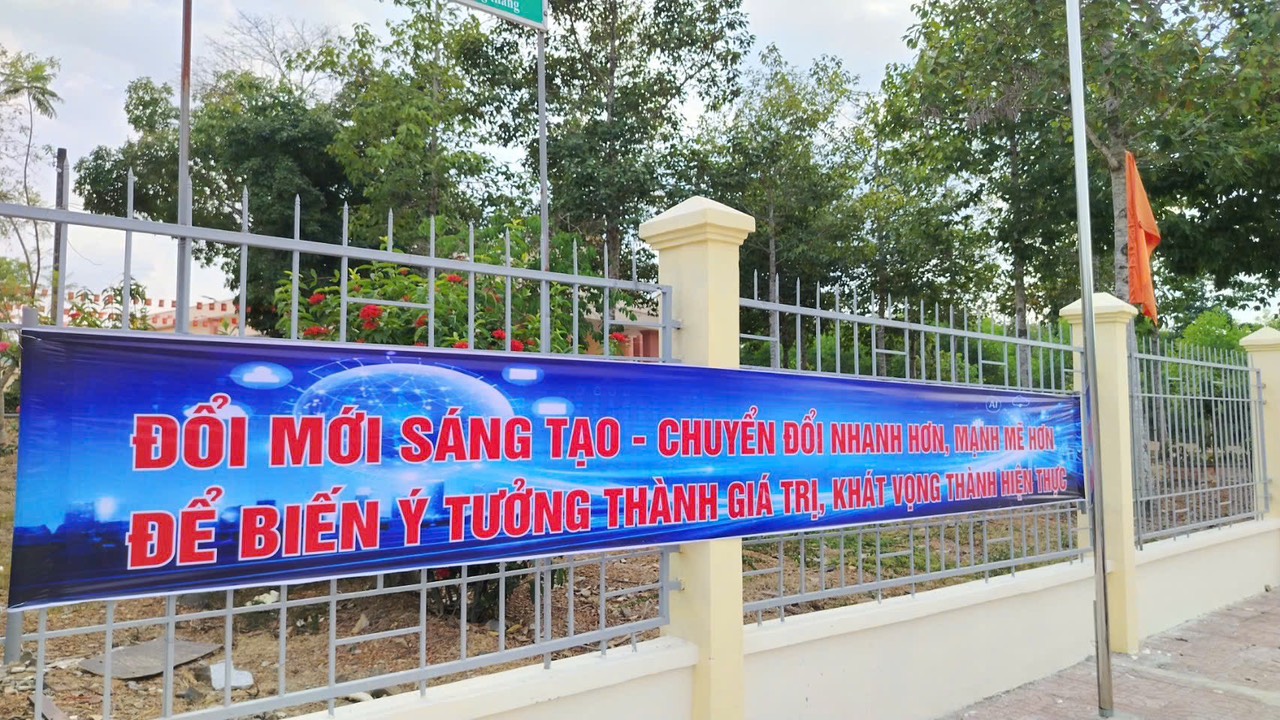 ĐỔI MỚI SÁNG TẠO - CHUYỂN ĐỔI NHANH HƠN, MẠNH MẼ HƠN
ĐỂ BIẾN Ý TƯỞNG THÀNH GIÁ TRỊ, KHÁT VỌNG THÀNH HIỆN THỰC